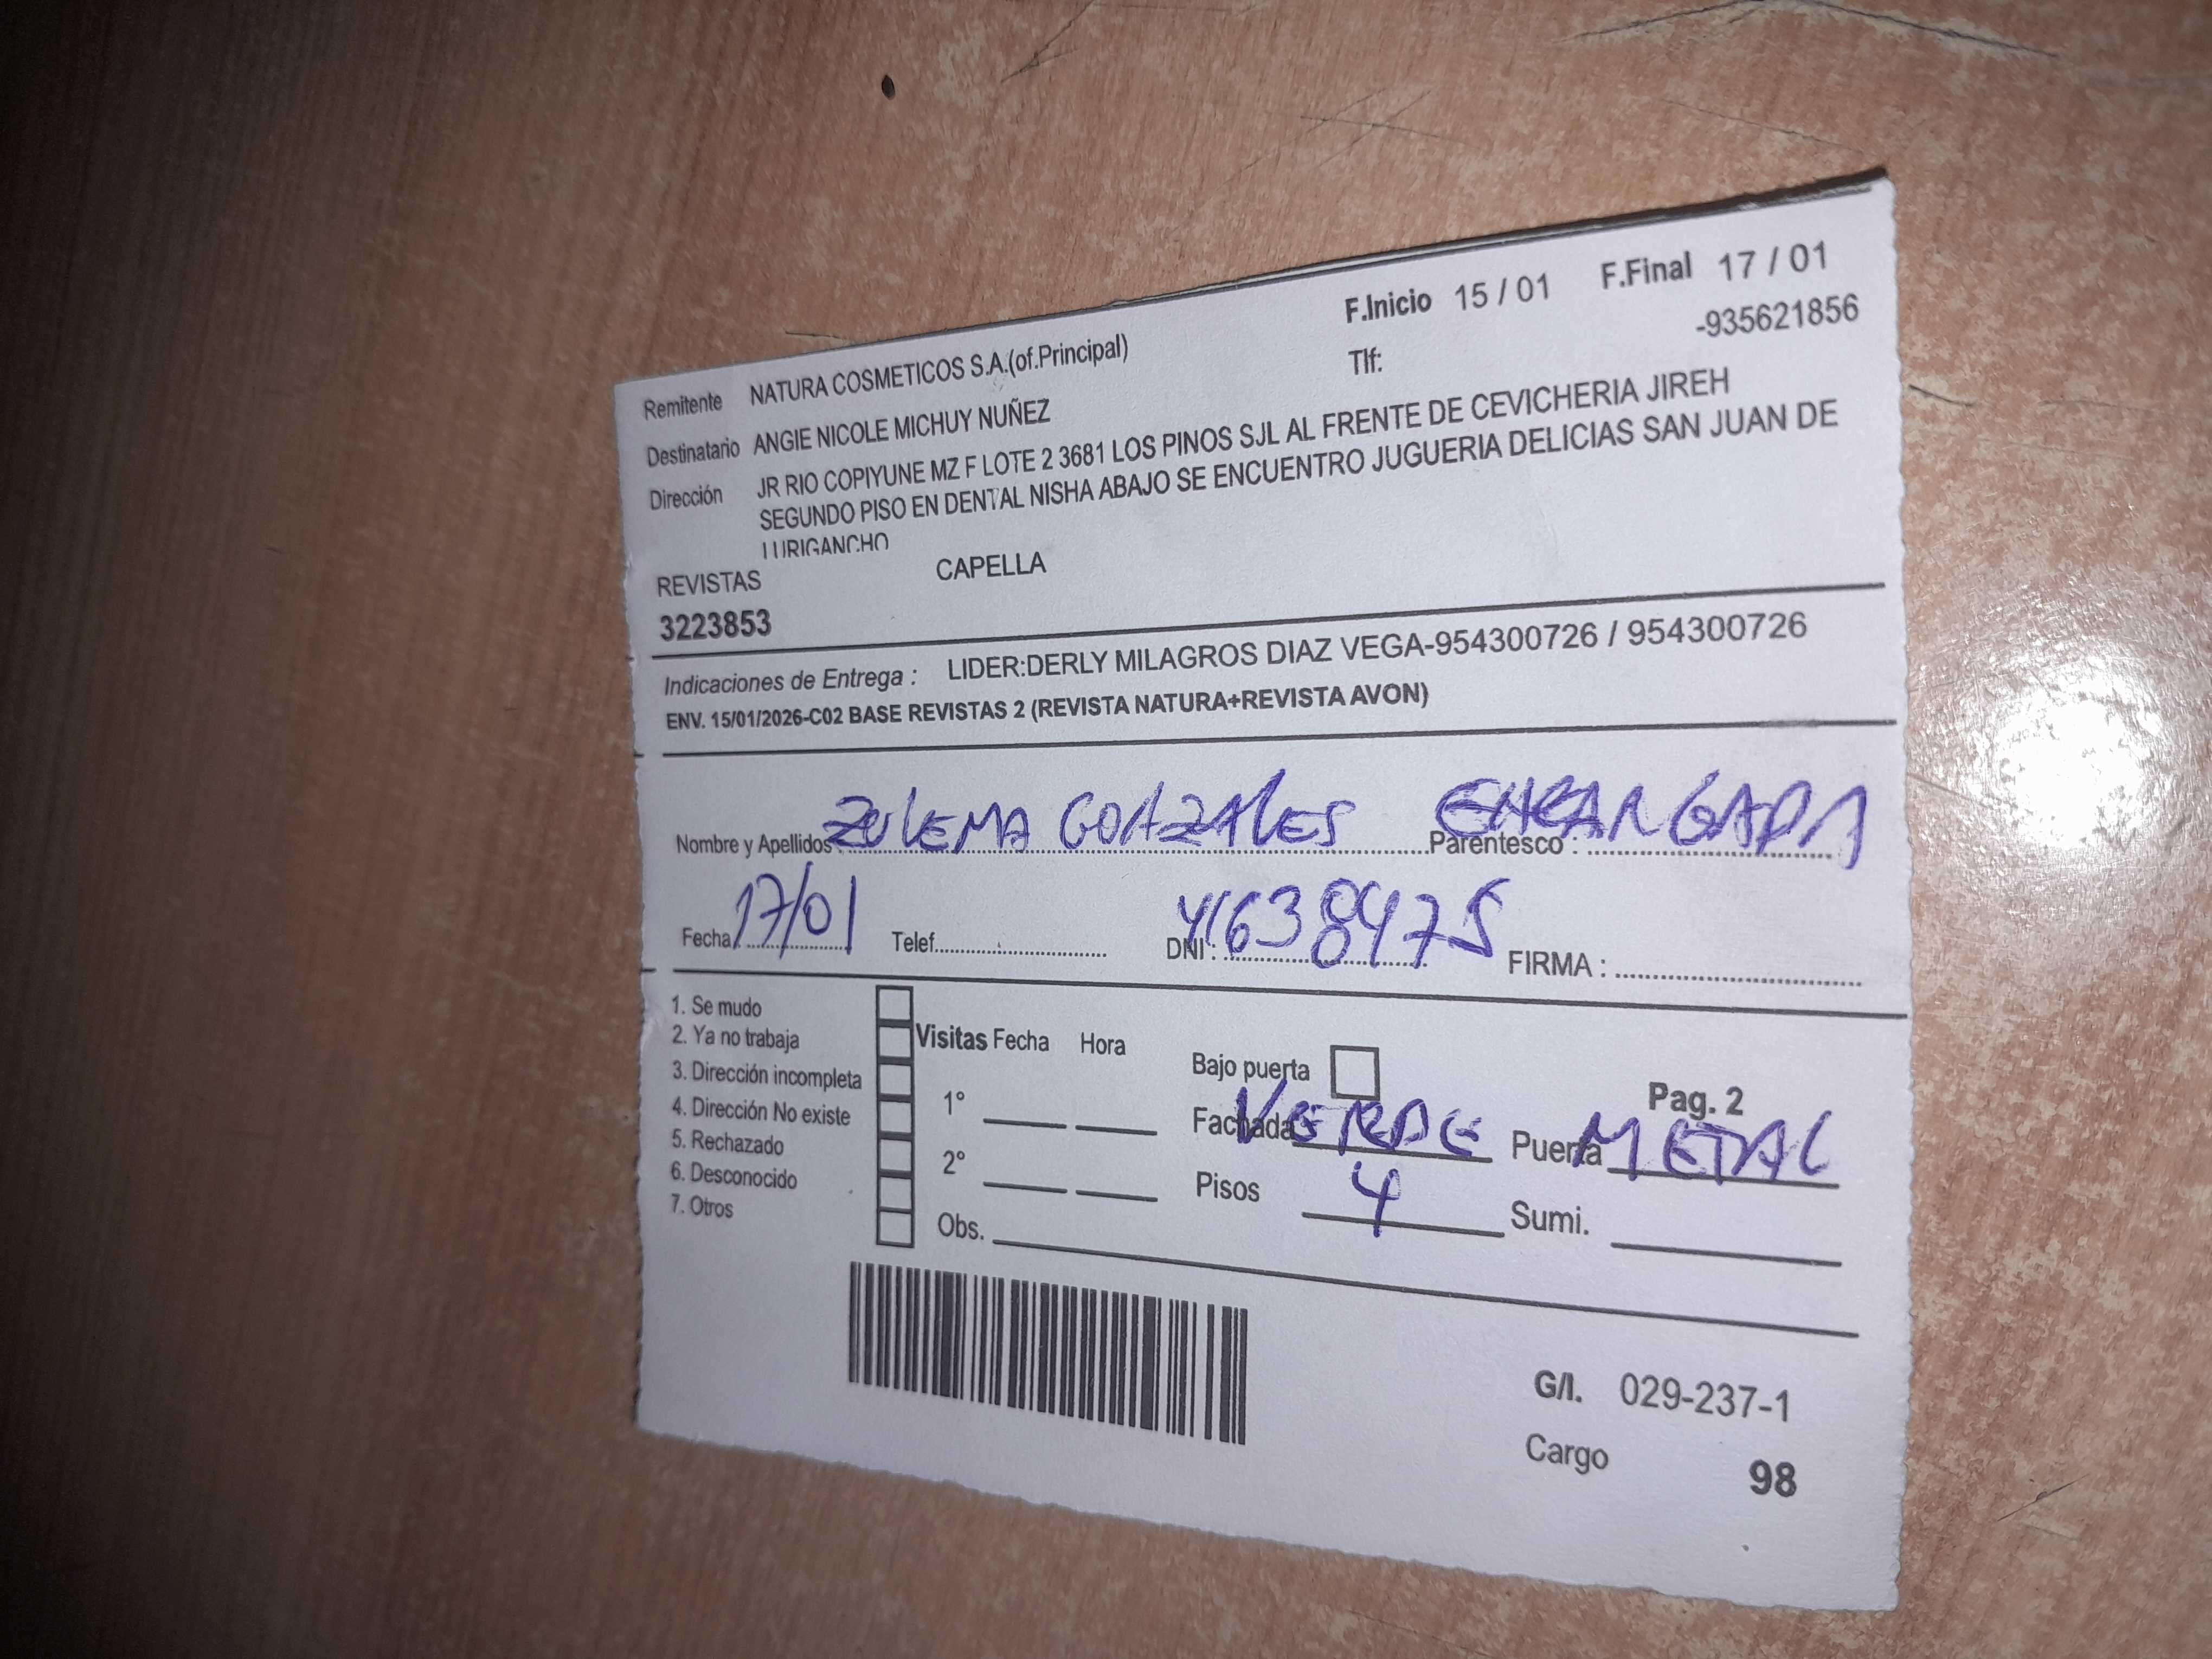 F.Inicio 15 / 01 F.Final 17 / 01
Remitente NATURA COSMETICOS S.A.(of.Principal) Tlf: -935621856
Destinatario ANGIE NICOLE MICHUY NUÑEZ
Dirección JR RIO COPIYUNE MZ F LOTE 2 3681 LOS PINOS SJL AL FRENTE DE CEVICHERIA JIREH
SEGUNDO PISO EN DENTAL NISHA ABAJO SE ENCUENTRO JUGUERIA DELICIAS SAN JUAN DE
LURIGANCHO
REVISTAS CAPELLA
3223853
Indicaciones de Entrega : LIDER:DERLY MILAGROS DIAZ VEGA-954300726 / 954300726
ENV. 15/01/2026-C02 BASE REVISTAS 2 (REVISTA NATURA+REVISTA AVON)
Nombre y Apellidos ZULEMA GONZALES Parentesco : ENCARGADA
Fecha 17/01 Telef. DNI : 41638475 FIRMA :
1. Se mudo
2. Ya no trabaja
3. Dirección incompleta
4. Dirección No existe
5. Rechazado
6. Desconocido
7. Otros
Visitas Fecha Hora
1°
2°
Obs.
Bajo puerta
Pag. 2
Fachada VERDE Puerta METAL
Pisos 4 Sumi.
G/I. 029-237-1
Cargo 98